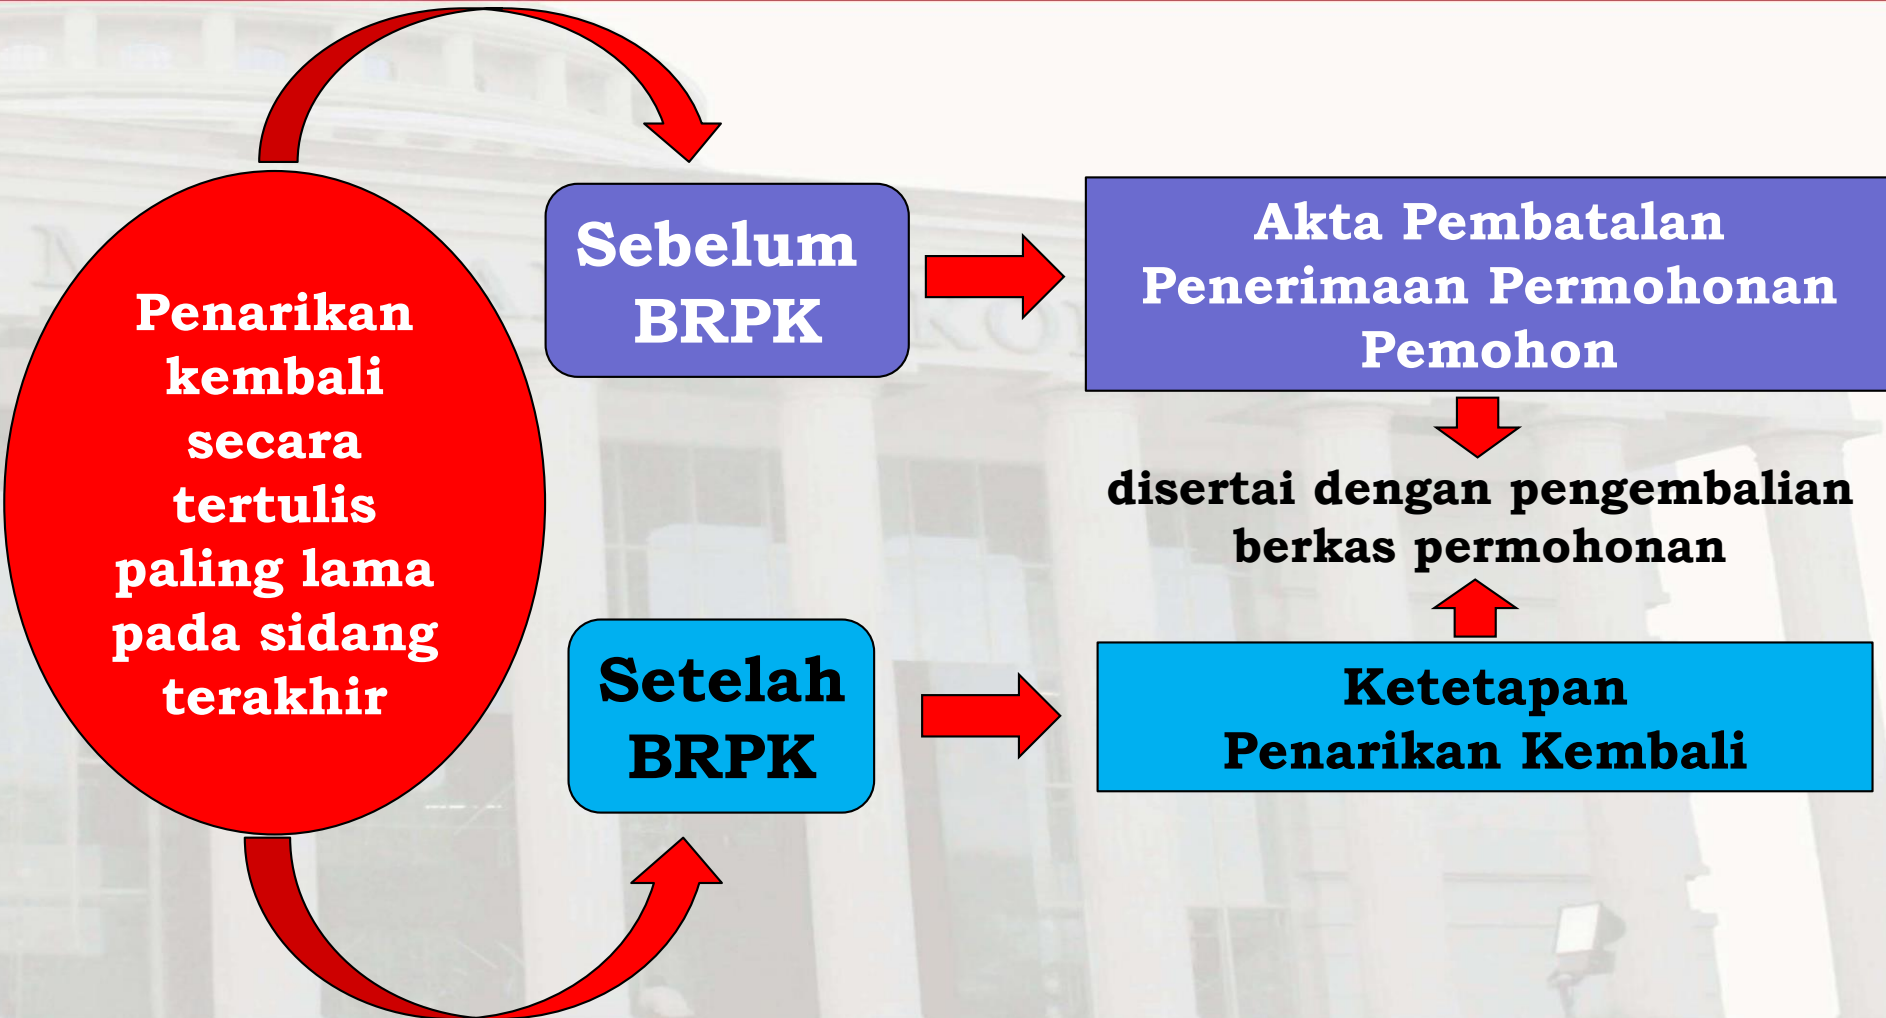 Penarikan
kembali
secara
tertulis
paling lama
pada sidang
terakhir
Sebelum
BRPK
Akta Pembatalan
Penerimaan Permohonan
Pemohon
disertai dengan pengembalian
berkas permohonan
Setelah
BRPK
Ketetapan
Penarikan Kembali